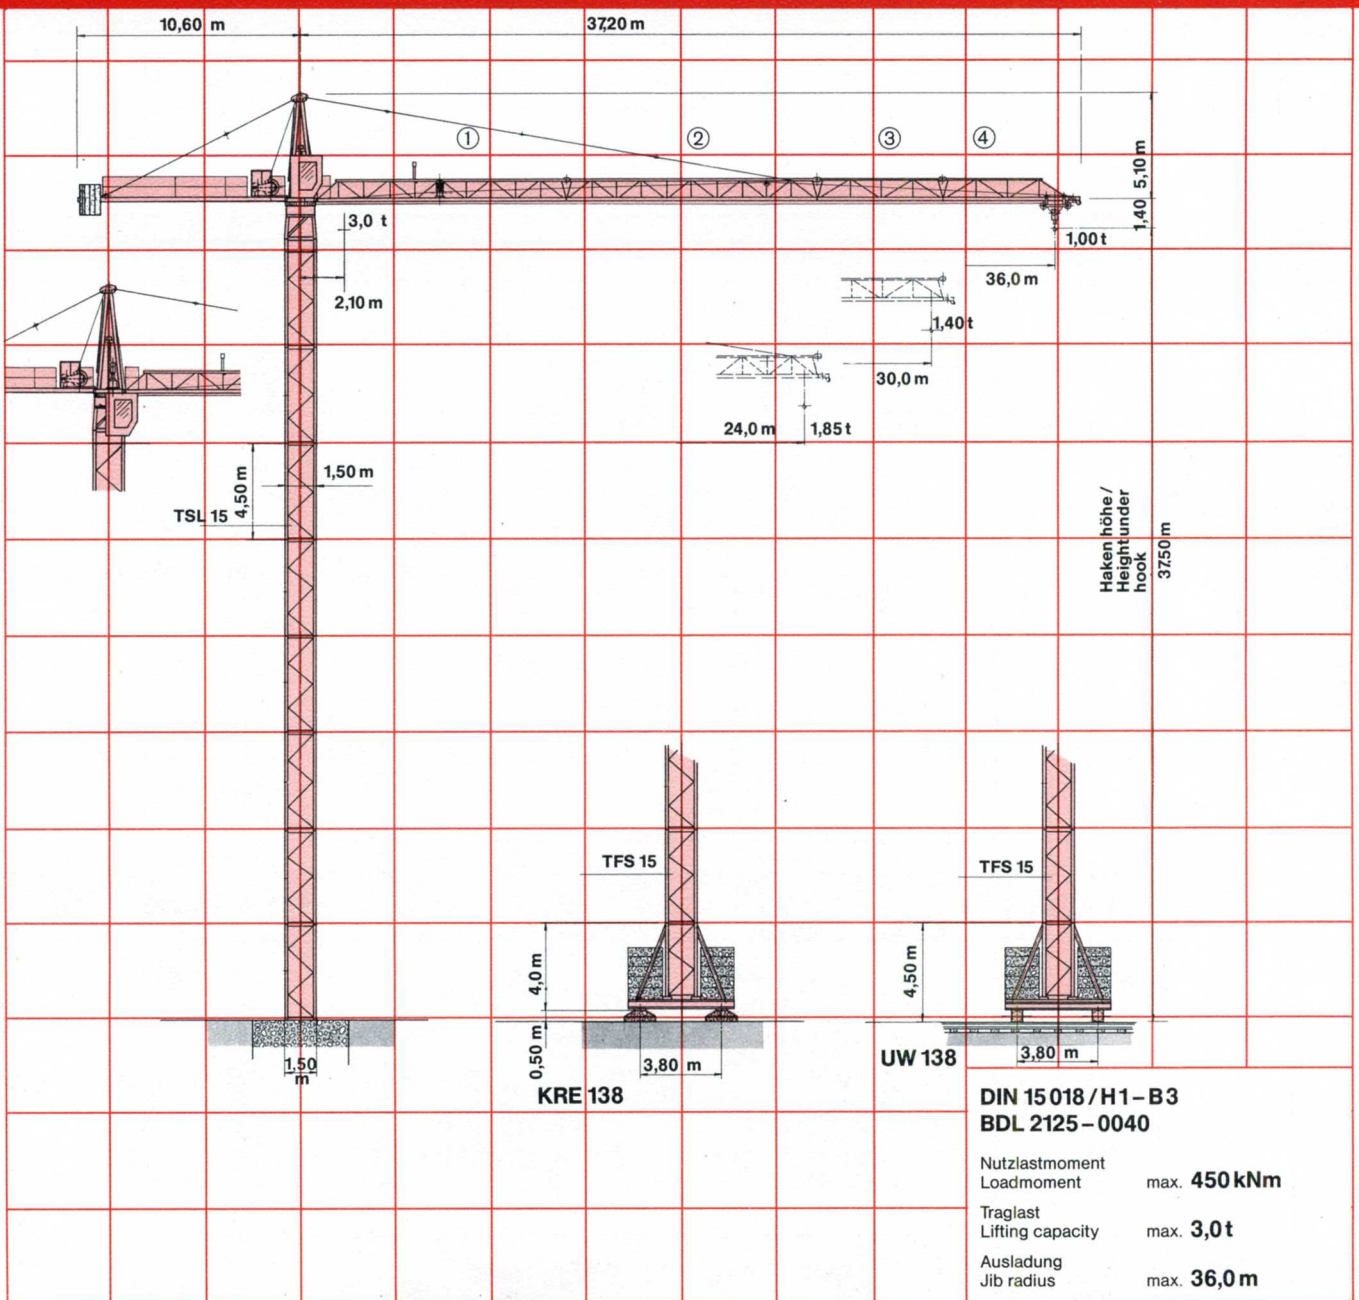 10,60 m
37,20 m
①
②
③
④
5,10 m
1,40
3,0 t
1,00 t
36,0 m
2,10 m
1,40 t
30,0 m
24,0 m
1,85 t
4,50 m
1,50 m
TSL 15
Haken höhe /
Height under
hook
37,50 m
TFS 15
TFS 15
4,0 m
4,50 m
0,50 m
1,50
m
3,80 m
3,80 m
UW 138
KRE 138
DIN 15 018 / H 1 – B 3
BDL 2125 – 0040
Nutzlastmoment
Loadmoment max. 450 kNm
Traglast
Lifting capacity max. 3,0 t
Ausladung
Jib radius max. 36,0 m